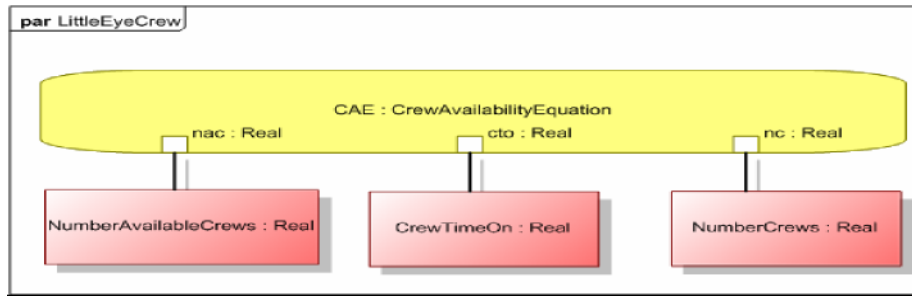 par LittleEyeCrew
CAE : CrewAvailabilityEquation
nac : Real cto : Real nc : Real
NumberAvailableCrews : Real CrewTimeOn : Real NumberCrews : Real